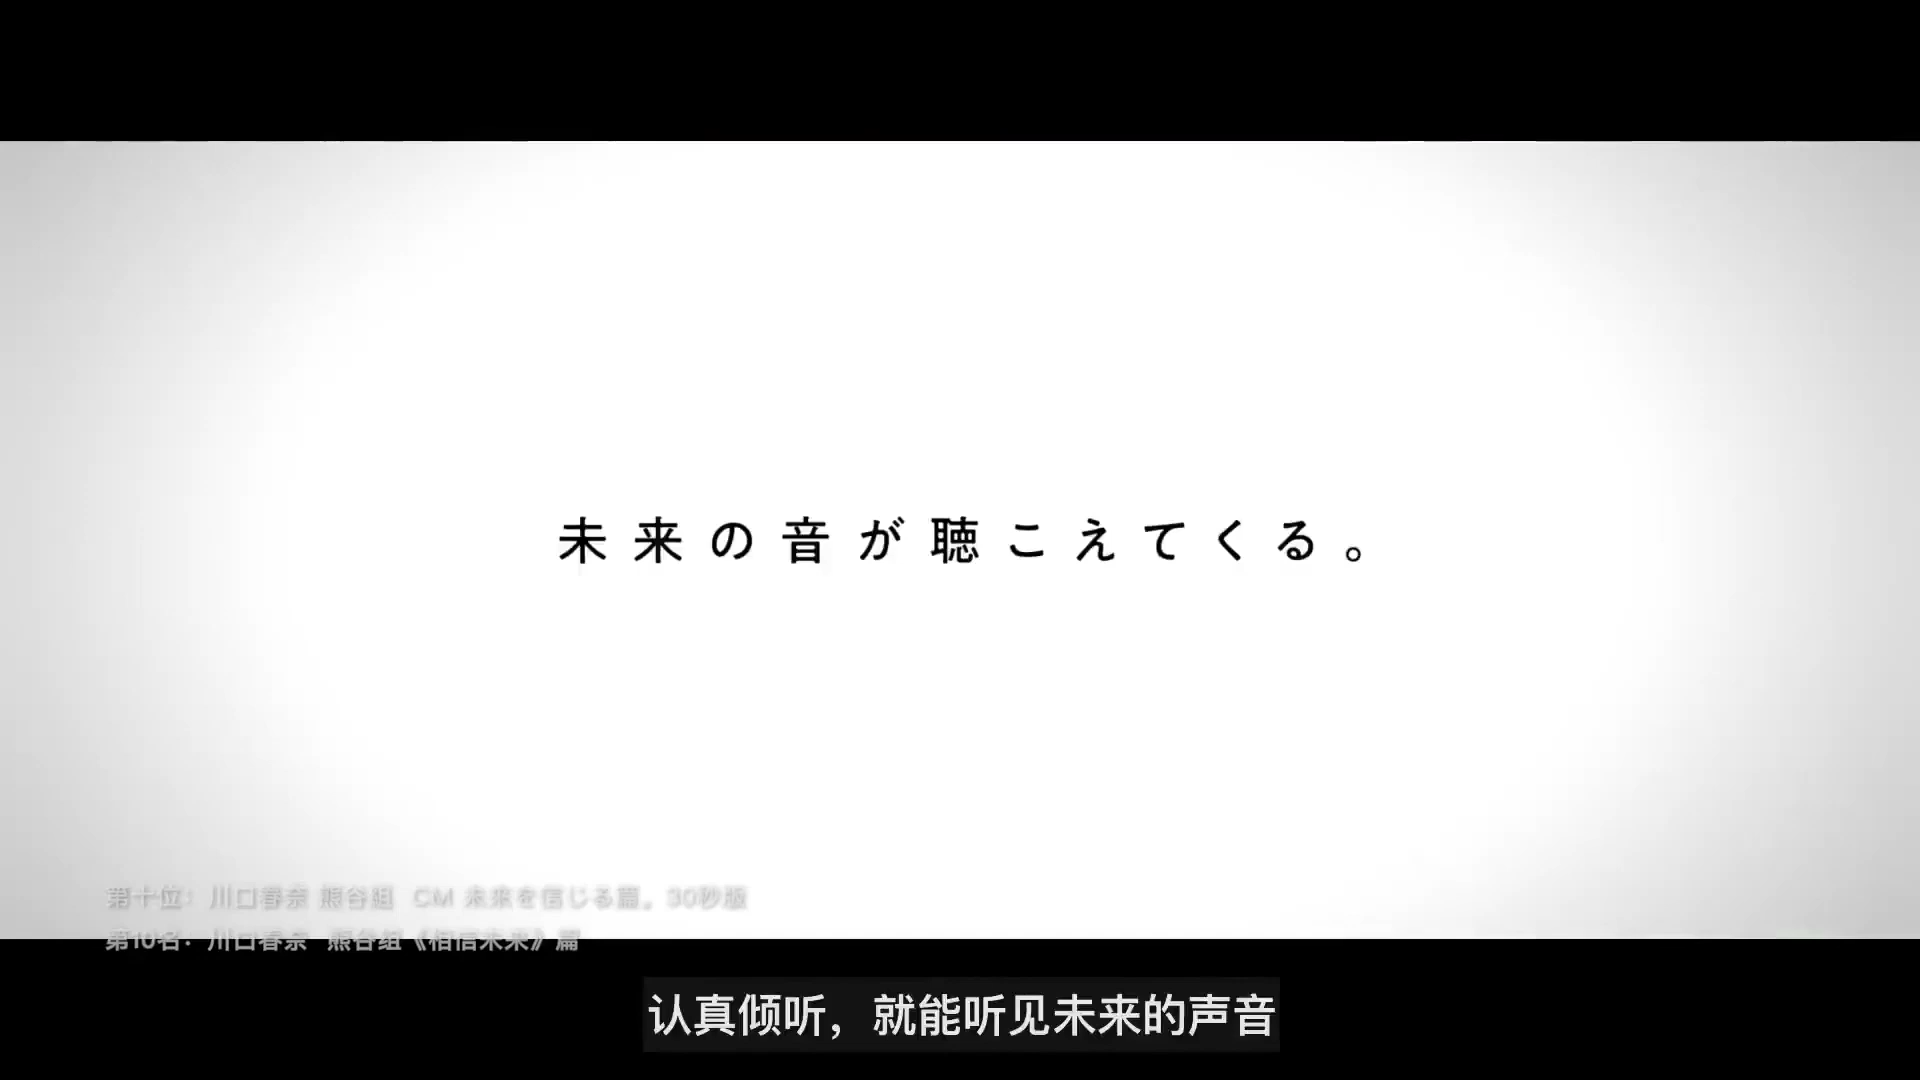 未来の音が聴こえてくる。
第十位：川口春奈 熊谷組 CM 未来を信じる篇。30秒版
第10名：川口春奈 熊谷组《相信未来》篇
认真倾听，就能听见未来的声音